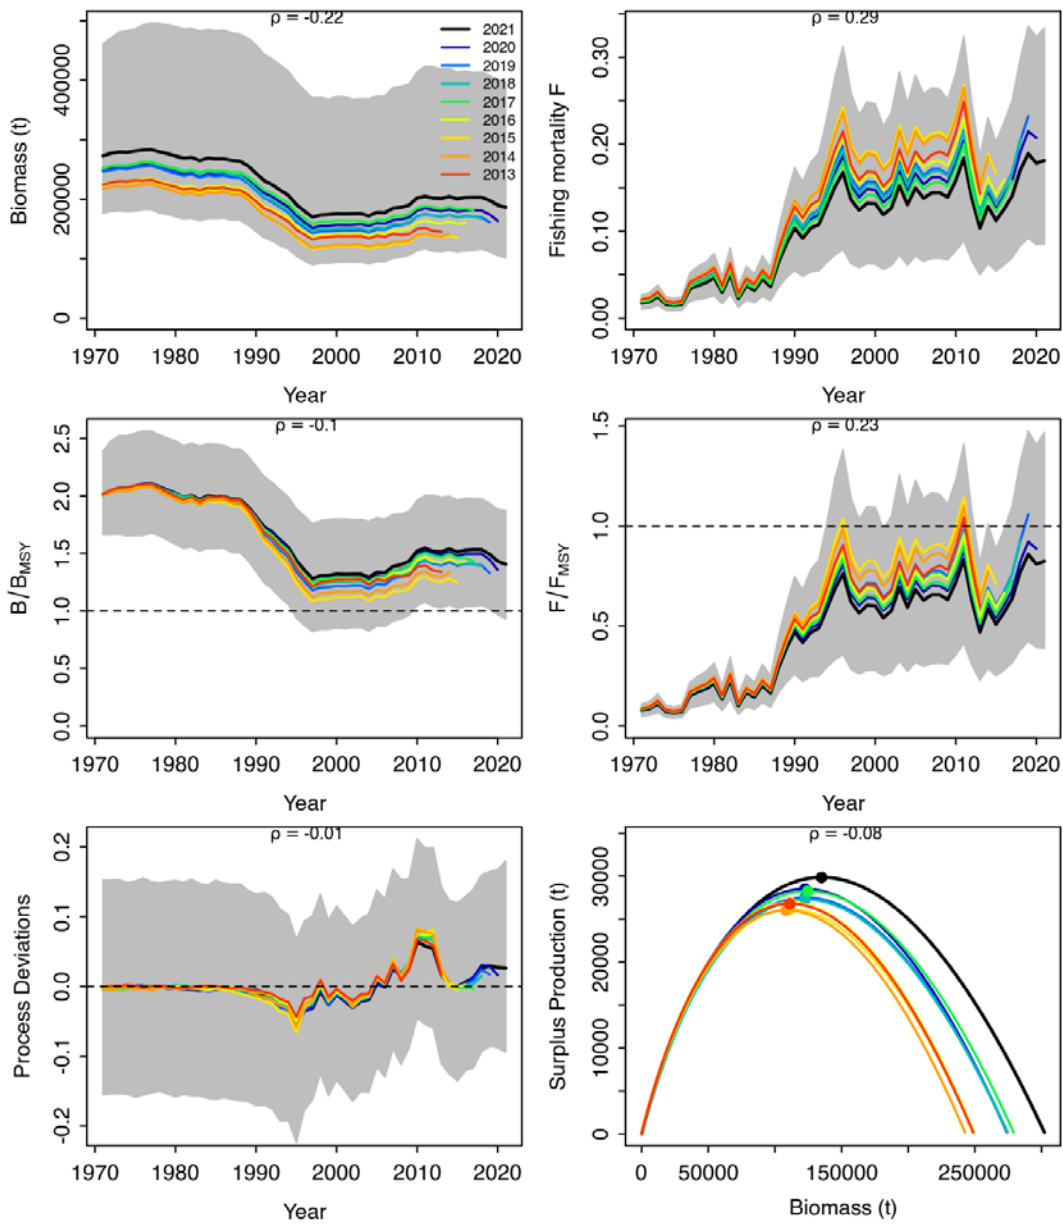 ρ = -0.22
Biomass (t)
400000
200000
0
2021
2020
2019
2018
2017
2016
2015
2014
2013
1970 1980 1990 2000 2010 2020
Year
ρ = 0.29
Fishing mortality F
0.30
0.20
0.10
0.00
1970 1980 1990 2000 2010 2020
Year
ρ = -0.1
B/BMSY
2.5
2.0
1.5
1.0
0.5
0.0
1970 1980 1990 2000 2010 2020
Year
ρ = 0.23
F/FMSY
1.5
1.0
0.5
0.0
1970 1980 1990 2000 2010 2020
Year
ρ = -0.01
Process Deviations
0.2
0.1
0.0
-0.1
-0.2
1970 1980 1990 2000 2010 2020
Year
ρ = -0.08
Surplus Production (t)
30000
20000
10000
0
0 50000 150000 250000
Biomass (t)